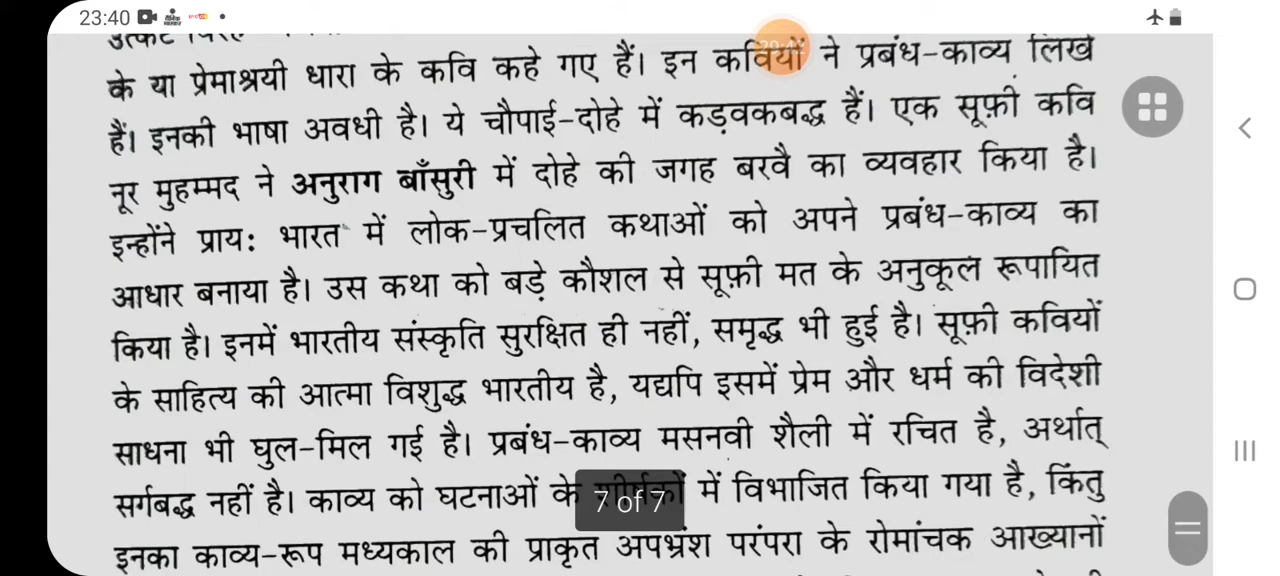 23:40
के या प्रेमाश्रयी धारा के कवि कहे गए हैं। इन कवियों ने प्रबंध-काव्य लिखे
हैं। इनकी भाषा अवधी है। ये चौपाई-दोहे में कड़वकबद्ध हैं। एक सूफ़ी कवि
नूर मुहम्मद ने अनुराग बाँसुरी में दोहे की जगह बरवै का व्यवहार किया है।
इन्होंने प्राय: भारत में लोक-प्रचलित कथाओं को अपने प्रबंध-काव्य का
आधार बनाया है। उस कथा को बड़े कौशल से सूफ़ी मत के अनुकूल रूपायित
किया है। इनमें भारतीय संस्कृति सुरक्षित ही नहीं, समृद्ध भी हुई है। सूफ़ी कवियों
के साहित्य की आत्मा विशुद्ध भारतीय है, यद्यपि इसमें प्रेम और धर्म की विदेशी
साधना भी घुल-मिल गई है। प्रबंध-काव्य मसनवी शैली में रचित है, अर्थात्
सर्गबद्ध नहीं है। काव्य को घटनाओं के शीर्षकों में विभाजित किया गया है, किंतु
7 of 7
इनका काव्य-रूप मध्यकाल की प्राकृत अपभ्रंश परंपरा के रोमांचक आख्यानों